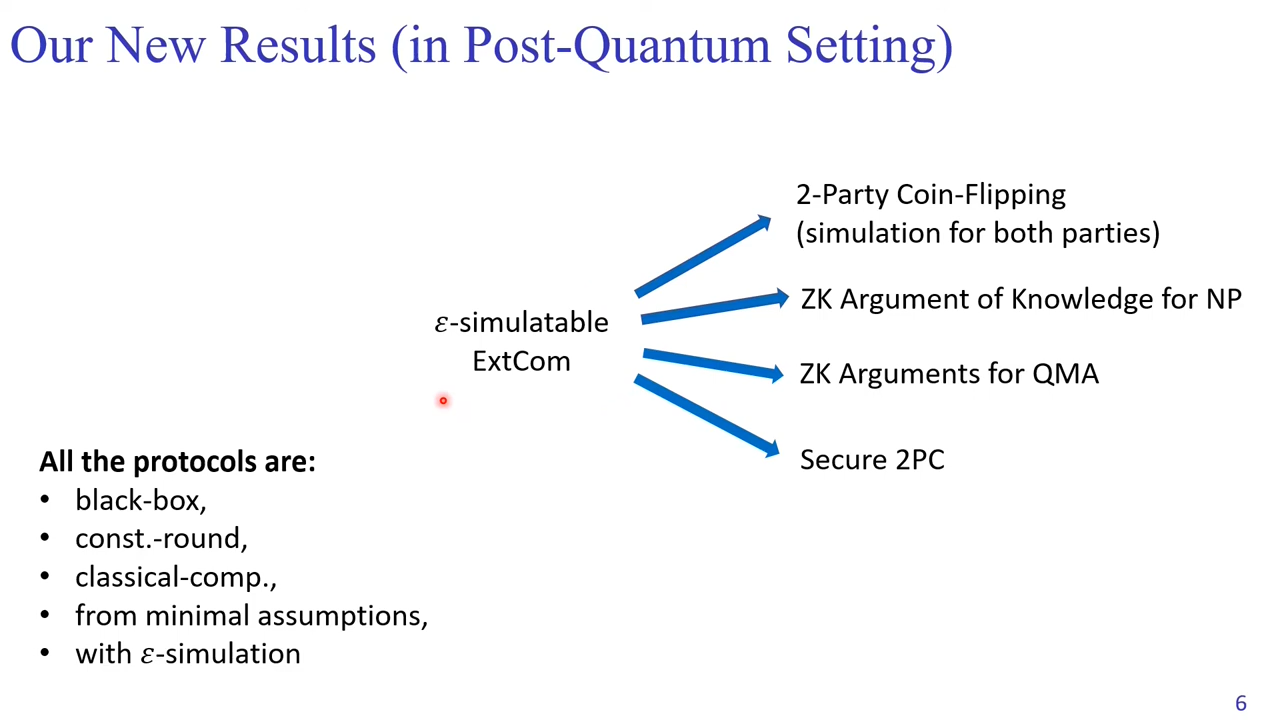 Our New Results (in Post-Quantum Setting)
2-Party Coin-Flipping
(simulation for both parties)
ZK Argument of Knowledge for NP
𝜀-simulatable
ExtCom
ZK Arguments for QMA
Secure 2PC
All the protocols are:
• black-box,
• const.-round,
• classical-comp.,
• from minimal assumptions,
• with 𝜀-simulation
6